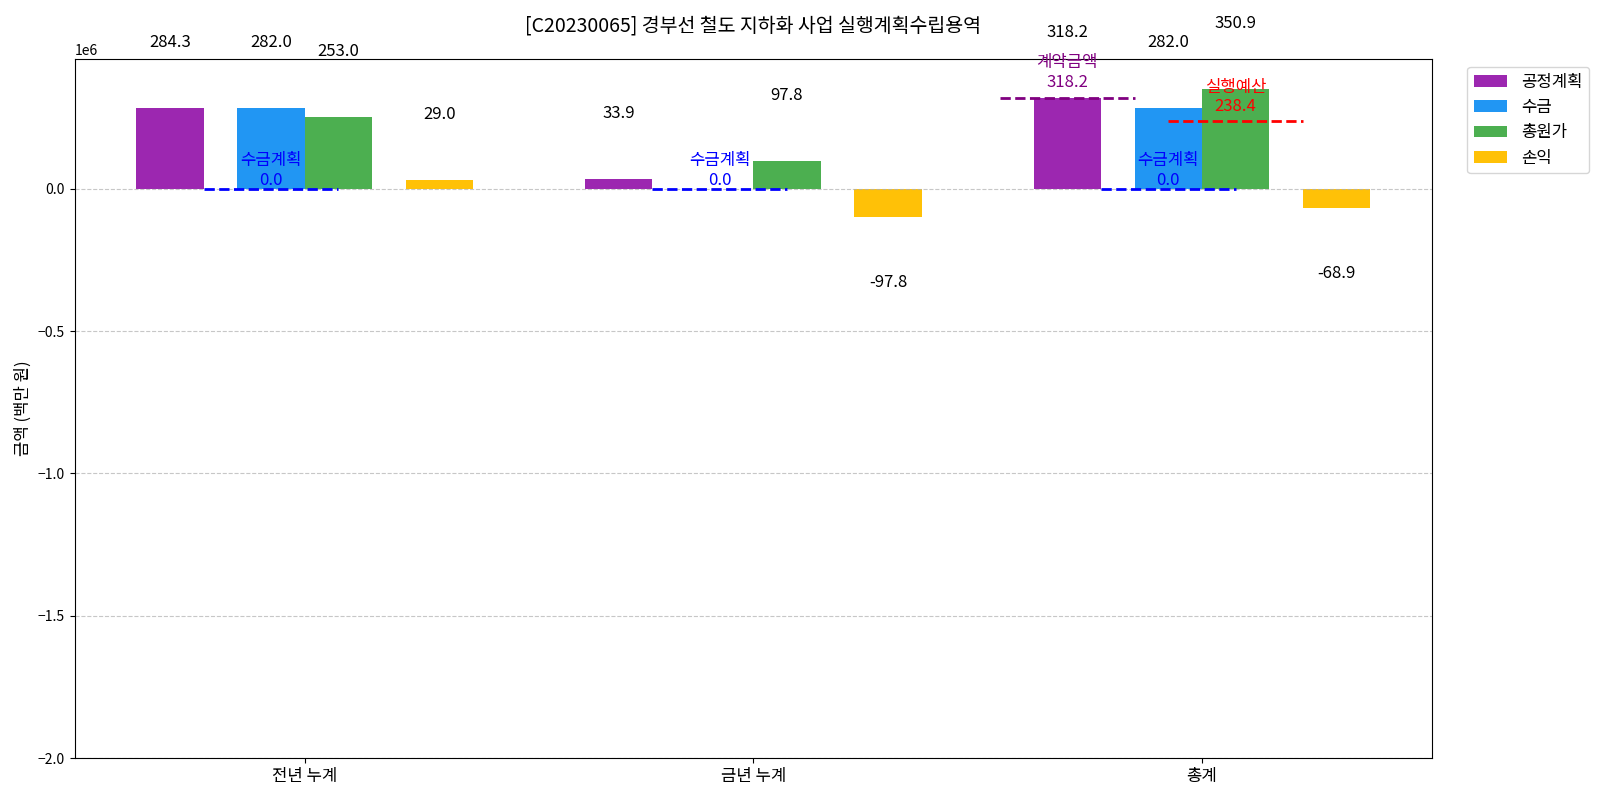 [C20230065] 경부선 철도 지하화 사업 실행계획수립용역
1e6
284.3
282.0
253.0
29.0
수금계획
0.0
33.9
97.8
수금계획
0.0
-97.8
318.2
282.0
350.9
계약금액
318.2
실행예산
238.4
수금계획
0.0
-68.9
공정계획
수금
총원가
손익
금액 (백만 원)
0.0
−0.5
−1.0
−1.5
−2.0
전년 누계
금년 누계
총계